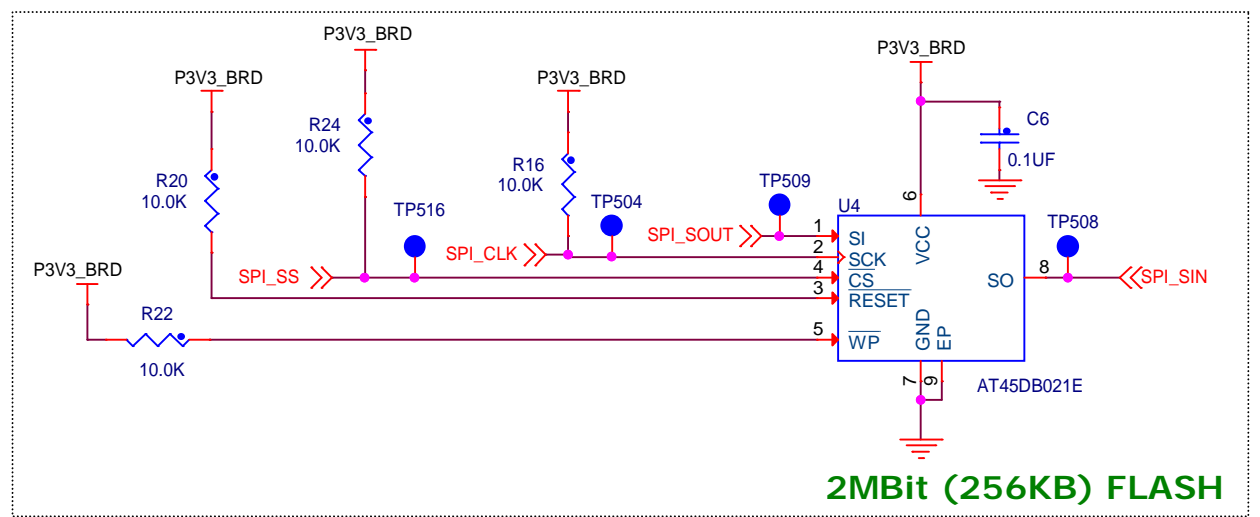 P3V3_BRD
P3V3_BRD
P3V3_BRD
P3V3_BRD
R24
10.0K
C6
0.1UF
R16
10.0K
R20
10.0K
TP509
TP504
TP516
TP508
U4
6
SPI_SOUT
1
SI
VCC
SPI_CLK
2
SCK
SPI_SS
4
CS
SO
8
SPI_SIN
P3V3_BRD
3
RESET
R22
10.0K
5
WP
GND
EP
7
9
AT45DB021E
2MBit (256KB) FLASH